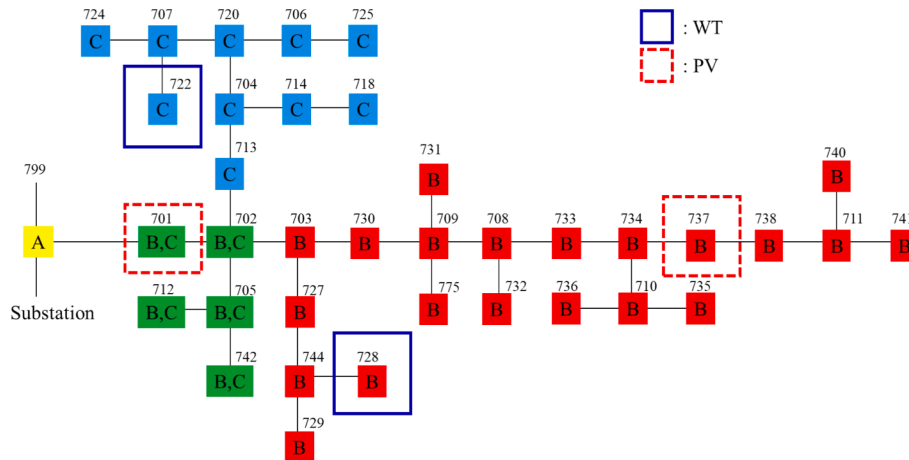 724 707 720 706 725
C C C C C
: WT
: PV
722 704 714 718
C C C C
713
C
731
B
740
B
799
701 702 703 730 709 708 733 734 737 738 711 741
A B,C B,C B B B B B B B B B B
Substation
712 705 727 775 732 736 710 735
B,C B,C B B B B B B
742 744 728
B,C B B
729
B